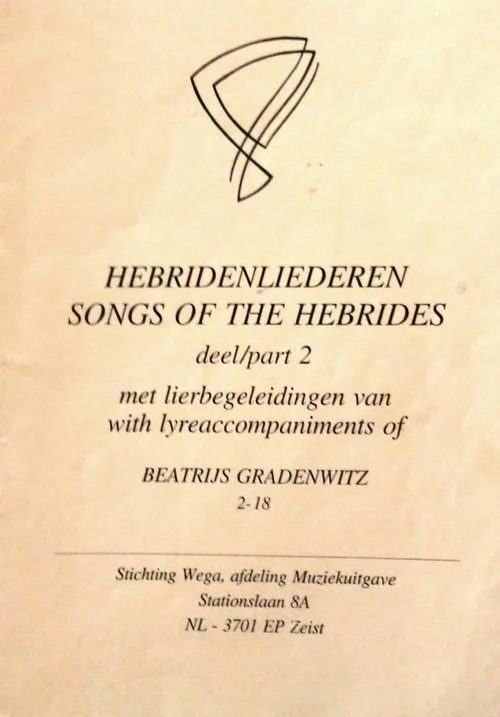 HEBRIDENLIEDEREN
SONGS OF THE HEBRIDES
deel/part 2
met lierbegeleidingen van
with lyreaccompaniments of
BEATRIJS GRADENWITZ
2-18
Stichting Wega, afdeling Muziekuitgave
Stationslaan 8A
NL - 3701 EP Zeist